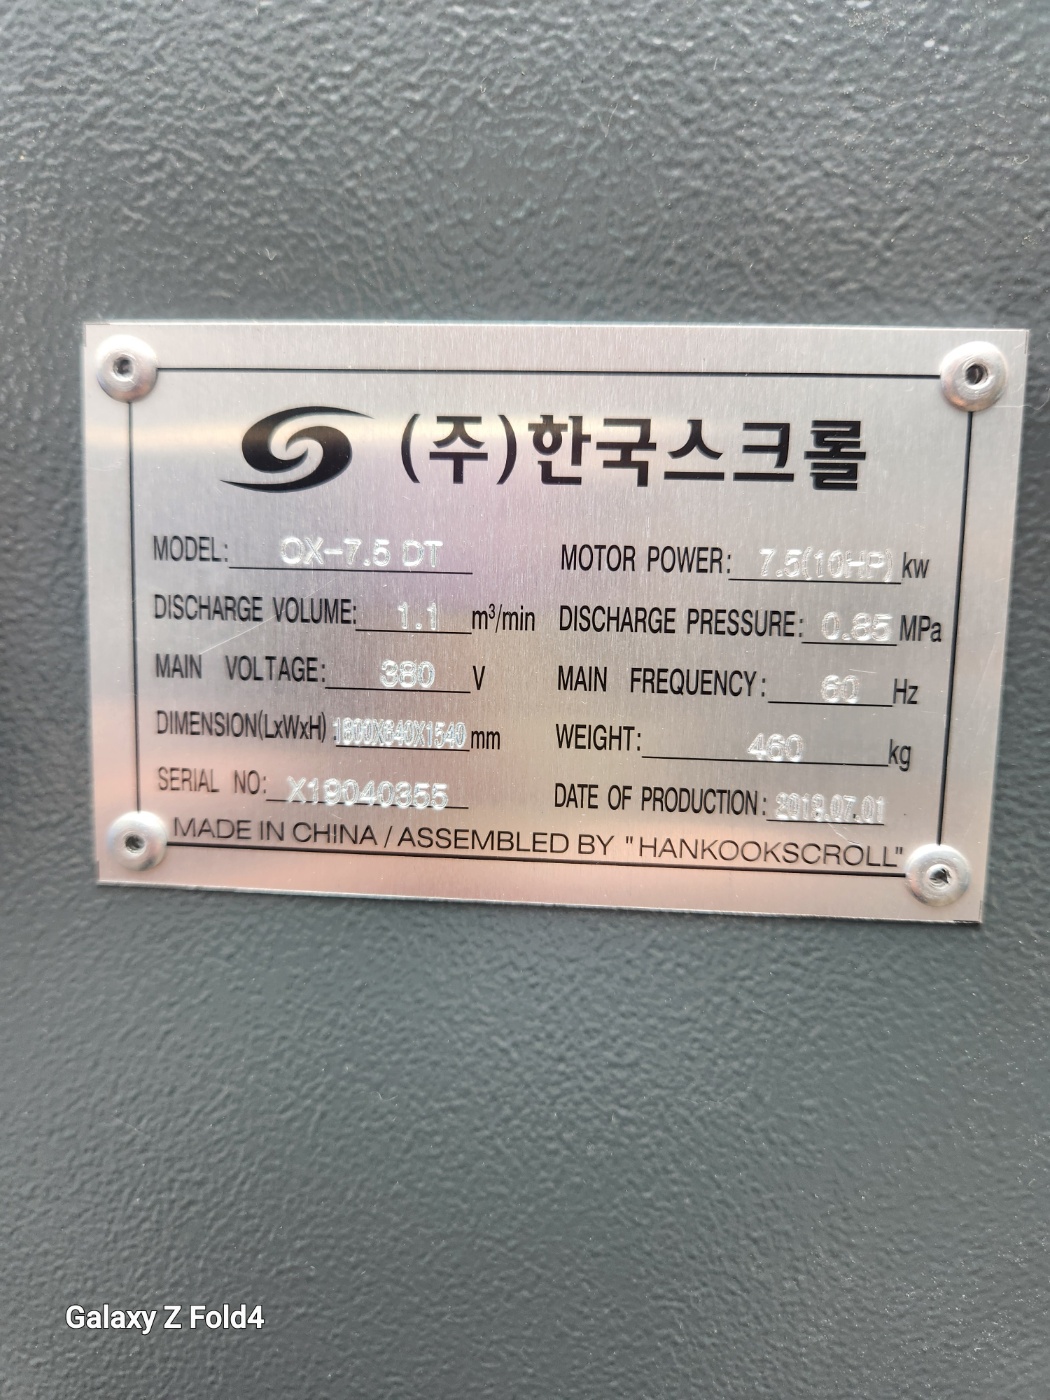 (주)한국스크롤
MODEL: OX-7.5 DT MOTOR POWER: 7.5(10HP) kw
DISCHARGE VOLUME: 1.1 m³/min DISCHARGE PRESSURE: 0.85 MPa
MAIN VOLTAGE: 380 V MAIN FREQUENCY: 60 Hz
DIMENSION(LxWxH) mm WEIGHT: 460 kg
SERIAL NO: X19040355 DATE OF PRODUCTION: 2019.07.01
MADE IN CHINA / ASSEMBLED BY "HANKOOKSCROLL"
Galaxy Z Fold4